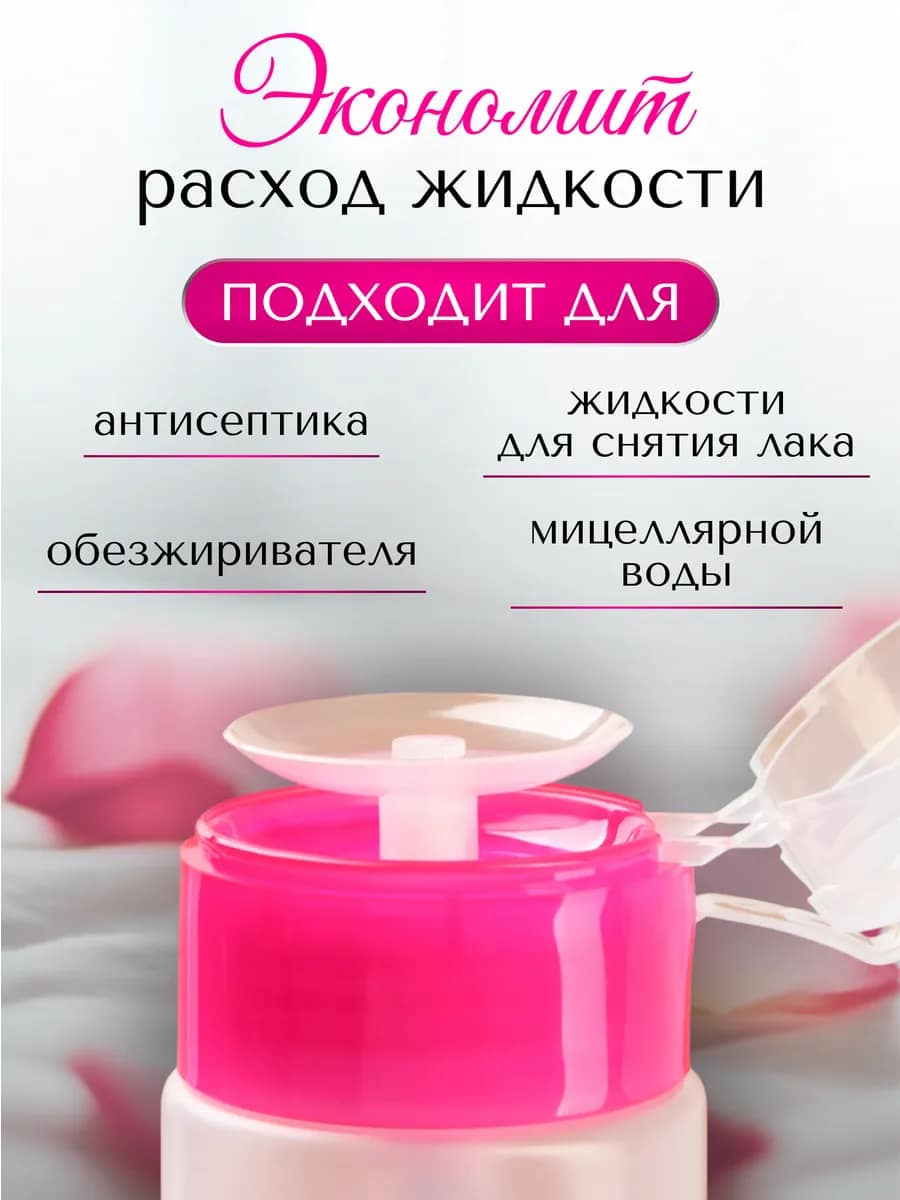 Экономит
расход жидкости
ПОДХОДИТ ДЛЯ
антисептика
жидкости
для снятия лака
обезжиривателя
мицеллярной
воды